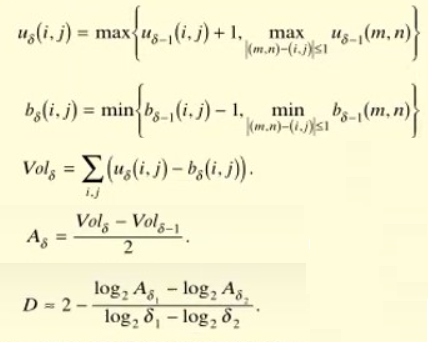 u_δ(i, j) = max{u_{δ−1}(i, j) + 1, max_{|(m,n)−(i,j)|≤1} u_{δ−1}(m, n)}
b_δ(i, j) = min{b_{δ−1}(i, j) − 1, min_{|(m,n)−(i,j)|≤1} b_{δ−1}(m, n)}
Vol_δ = ∑_{i,j} (u_δ(i, j) − b_δ(i, j)).
A_δ = (Vol_δ − Vol_{δ−1}) / 2.
D = 2 − (log₂ A_{δ₁} − log₂ A_{δ₂}) / (log₂ δ₁ − log₂ δ₂).